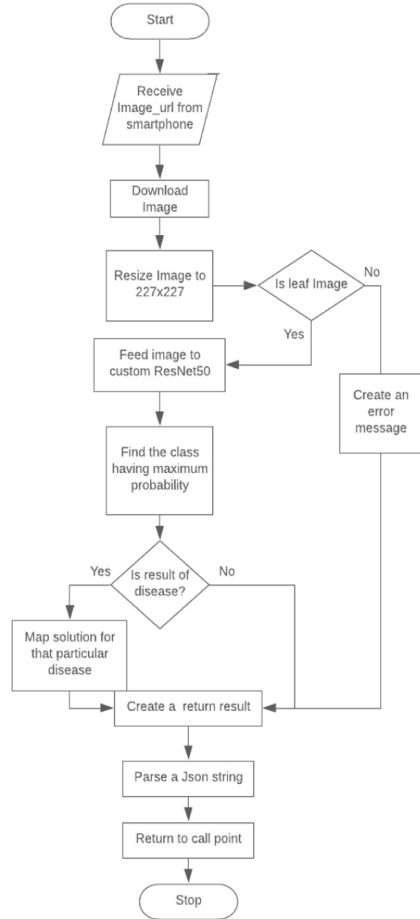 Start
Receive
Image_url from
smartphone
Download
Image
Resize Image to
227x227
Is leaf Image
No
Yes
Feed image to
custom ResNet50
Create an
error
message
Find the class
having maximum
probability
Is result of
disease?
Yes
No
Map solution for
that particular
disease
Create a return result
Parse a Json string
Return to call point
Stop